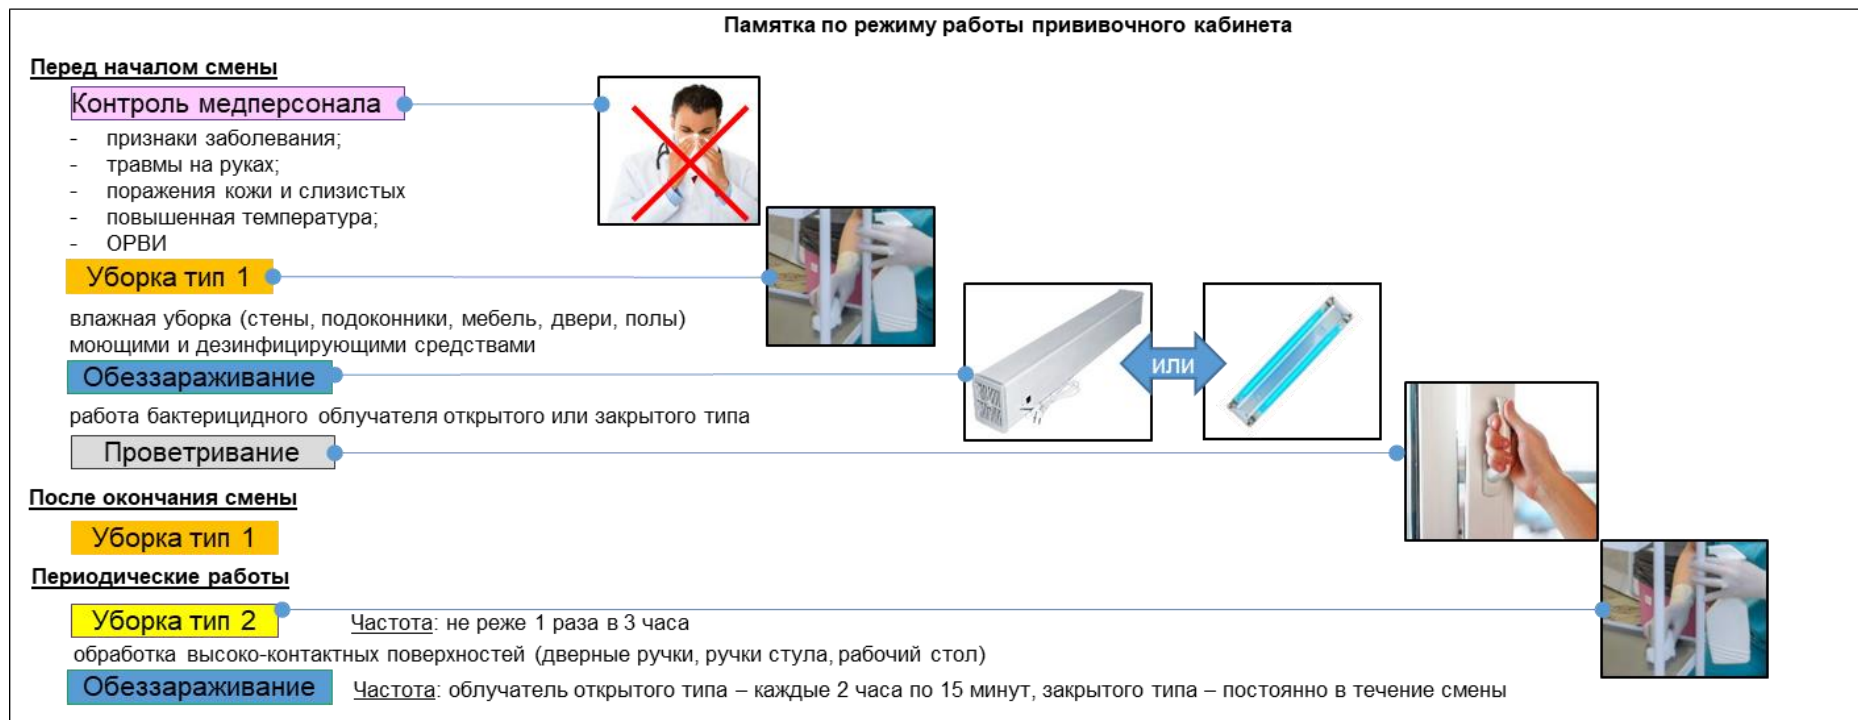 Памятка по режиму работы прививочного кабинета
Перед началом смены
Контроль медперсонала
- признаки заболевания;
- травмы на руках;
- поражения кожи и слизистых
- повышенная температура;
- ОРВИ
Уборка тип 1
влажная уборка (стены, подоконники, мебель, двери, полы)
моющими и дезинфицирующими средствами
Обеззараживание
ИЛИ
работа бактерицидного облучателя открытого или закрытого типа
Проветривание
После окончания смены
Уборка тип 1
Периодические работы
Уборка тип 2 Частота: не реже 1 раза в 3 часа
обработка высоко-контактных поверхностей (дверные ручки, ручки стула, рабочий стол)
Обеззараживание Частота: облучатель открытого типа – каждые 2 часа по 15 минут, закрытого типа – постоянно в течение смены